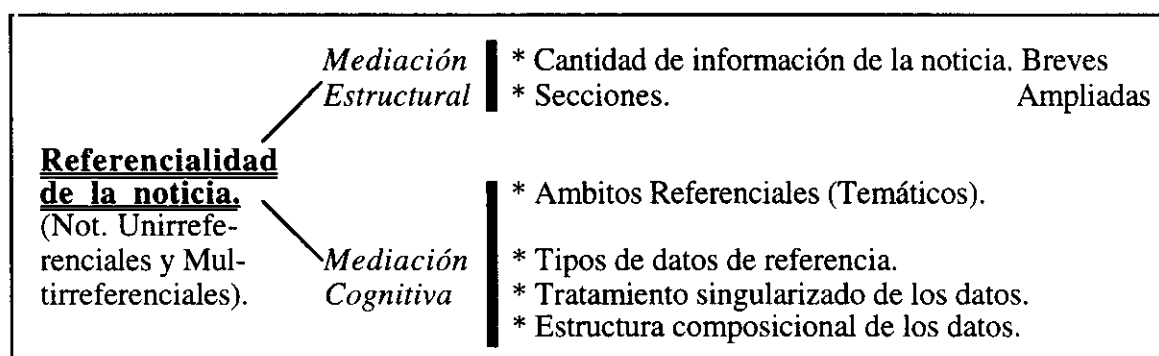 Mediación * Cantidad de información de la noticia. Breves
Estructural * Secciones. Ampliadas
Referencialidad
de la noticia. * Ambitos Referenciales (Temáticos).
(Not. Unirrefe-
renciales y Mul- Mediación * Tipos de datos de referencia.
tirreferenciales). Cognitiva * Tratamiento singularizado de los datos.
* Estructura composicional de los datos.